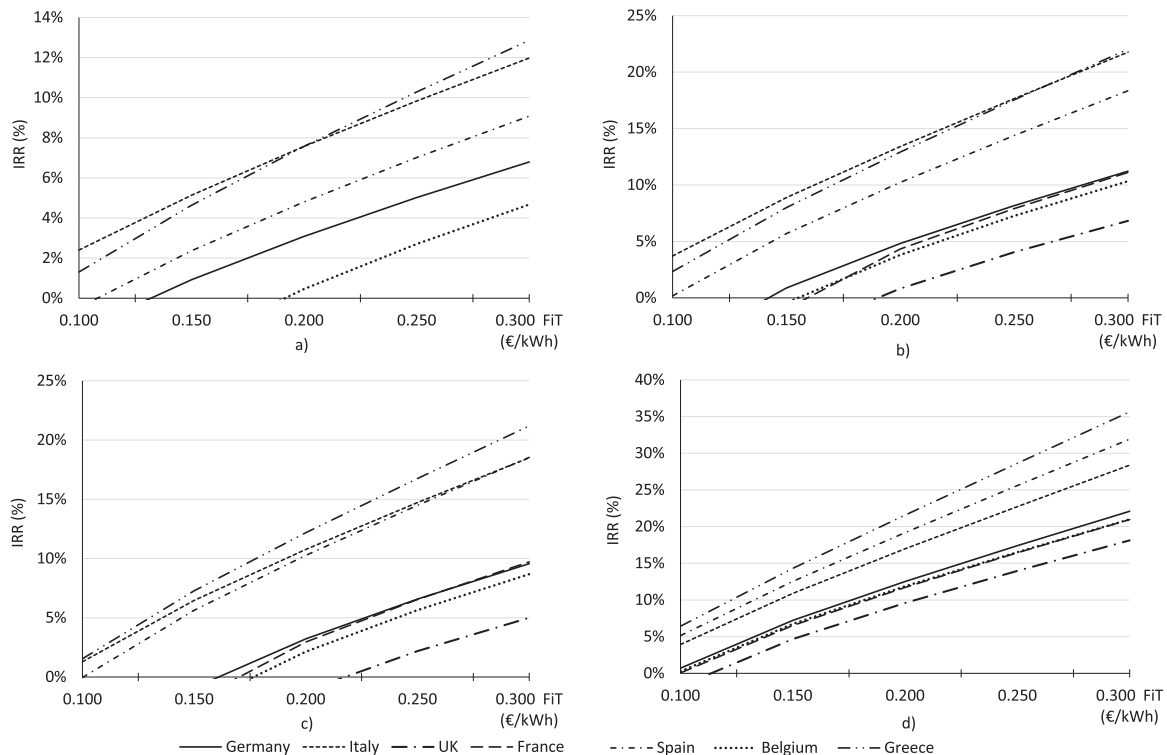 14%
12%
10%
8%
6%
4%
2%
0%
IRR (%)
0.100 0.150 0.200 0.250 0.300 FiT
(€/kWh)
a)
25%
20%
15%
10%
5%
0%
IRR (%)
0.100 0.150 0.200 0.250 0.300 FiT
(€/kWh)
b)
25%
20%
15%
10%
5%
0%
IRR (%)
0.100 0.150 0.200 0.250 0.300 FiT
(€/kWh)
c)
40%
35%
30%
25%
20%
15%
10%
5%
0%
IRR (%)
0.100 0.150 0.200 0.250 0.300 FiT
(€/kWh)
d)
Germany Italy UK France Spain Belgium Greece